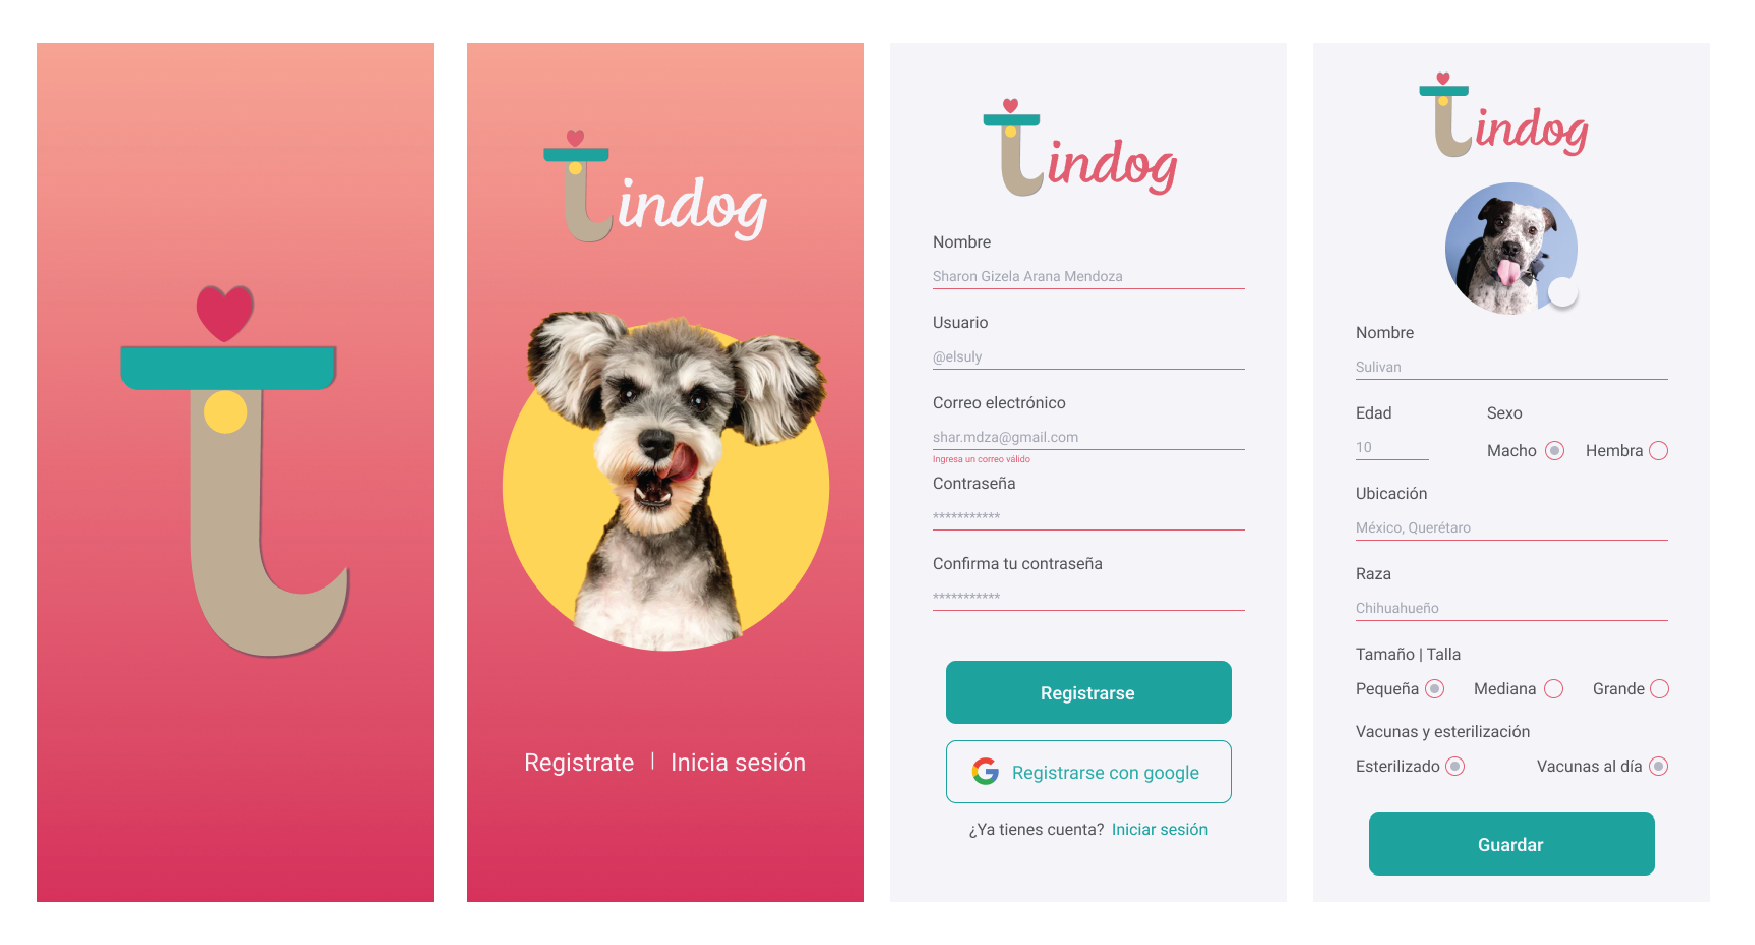 tindog
Registrate | Inicia sesión
tindog
Nombre
Sharon Gizela Arana Mendoza
Usuario
@elsuly
Correo electrónico
shar.mdza@gmail.com
Ingresa un correo válido
Contraseña
***********
Confirma tu contraseña
***********
Registrarse
Registrarse con google
¿Ya tienes cuenta? Iniciar sesión
tindog
Nombre
Sulivan
Edad Sexo
10 Macho Hembra
Ubicación
México, Querétaro
Raza
Chihuahueño
Tamaño | Talla
Pequeña Mediana Grande
Vacunas y esterilización
Esterilizado Vacunas al día
Guardar